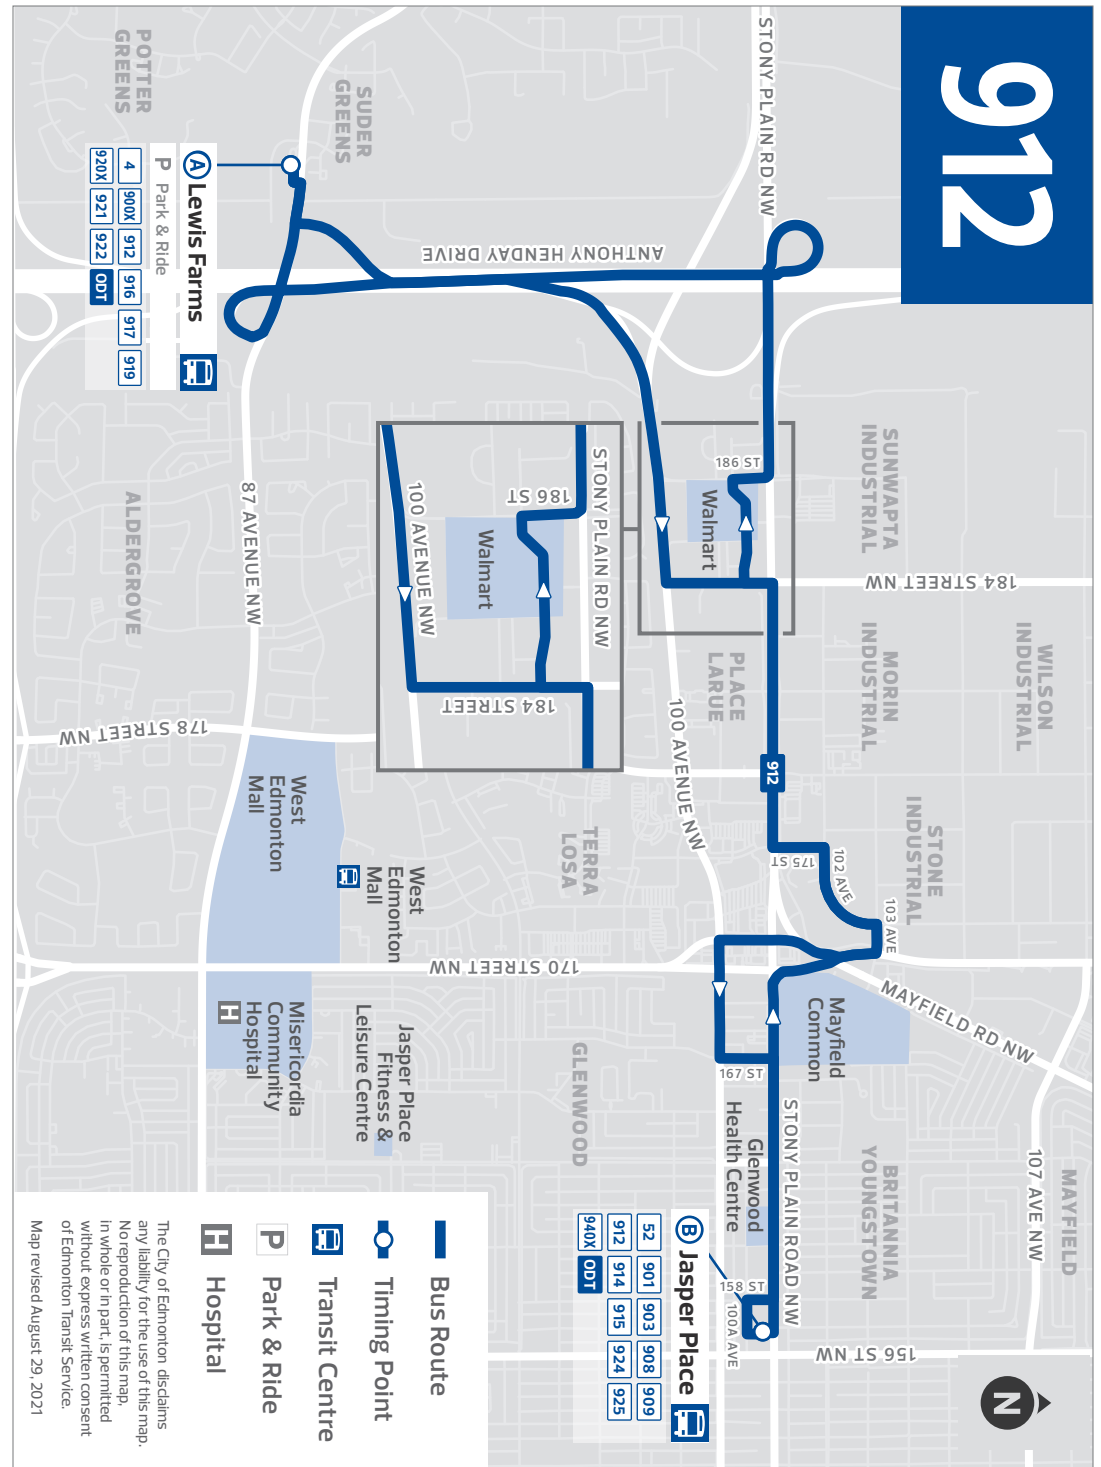 912
POTTER
GREENS
SUDER
GREENS
STONY PLAIN RD NW
A Lewis Farms
P Park & Ride
4 900X 912 916 917 919
920X 921 922 ODT
ANTHONY HENDAY DRIVE
SUNWAPTA
INDUSTRIAL
186 ST
Walmart
184 STREET NW
WILSON
INDUSTRIAL
MORIN
INDUSTRIAL
PLACE
LARUE
STONY PLAIN RD NW
186 ST
Walmart
100 AVENUE NW
184 STREET
87 AVENUE NW
ALDERGROVE
178 STREET NW
100 AVENUE NW
912
175 ST
102 AVE
103 AVE
STONE
INDUSTRIAL
TERRA
LOSA
West
Edmonton
Mall
West
Edmonton
Mall
170 STREET NW
MAYFIELD RD NW
Mayfield
Common
167 ST
GLENWOOD
Misericordia
Community
Hospital
H
Jasper Place
Fitness &
Leisure Centre
Glenwood
Health Centre
STONY PLAIN ROAD NW
BRITANNIA
YOUNGSTOWN
107 AVE NW
MAYFIELD
158 ST
100A AVE
156 ST NW
B Jasper Place
52 901 903 908 909
912 914 915 924 925
940X ODT
N
Bus Route
Timing Point
Transit Centre
P Park & Ride
H Hospital
The City of Edmonton disclaims
any liability for the use of this map.
No reproduction of this map,
in whole or in part, is permitted
without express written consent
of Edmonton Transit Service.
Map revised August 29, 2021